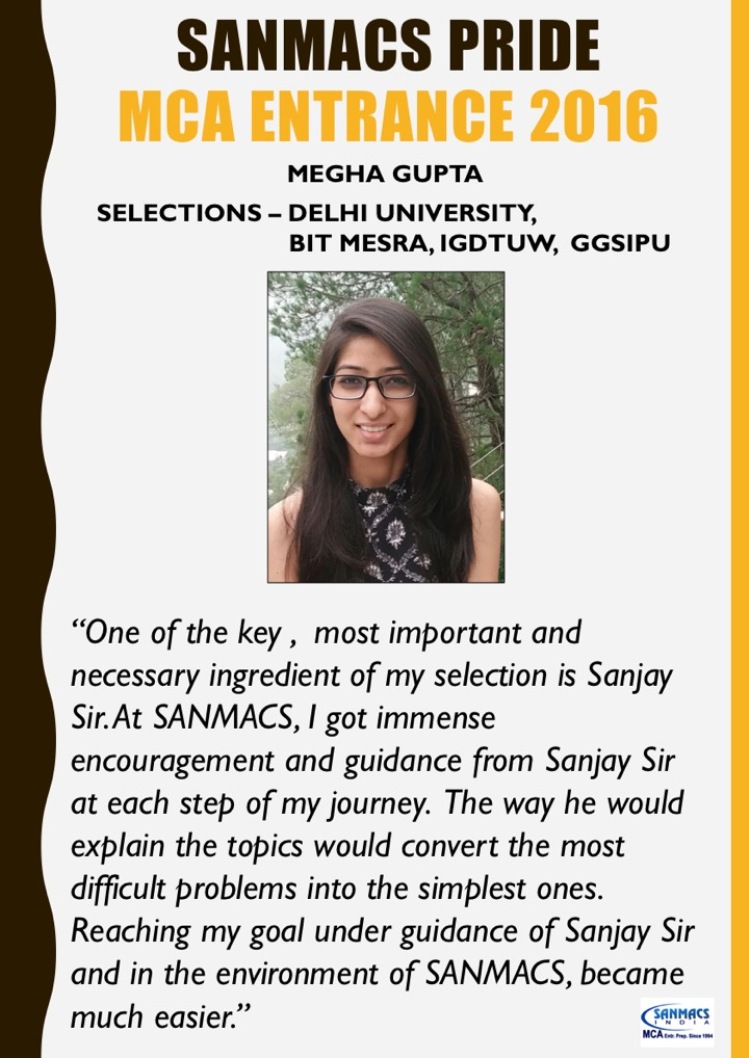 SANMACS PRIDE
MCA ENTRANCE 2016
MEGHA GUPTA
SELECTIONS – DELHI UNIVERSITY,
BIT MESRA, IGDTUW, GGSIPU
“One of the key , most important and
necessary ingredient of my selection is Sanjay
Sir. At SANMACS, I got immense
encouragement and guidance from Sanjay Sir
at each step of my journey. The way he would
explain the topics would convert the most
difficult problems into the simplest ones.
Reaching my goal under guidance of Sanjay Sir
and in the environment of SANMACS, became
much easier.”
SANMACS
INDIA
MCA Entr. Prep. Since 1994